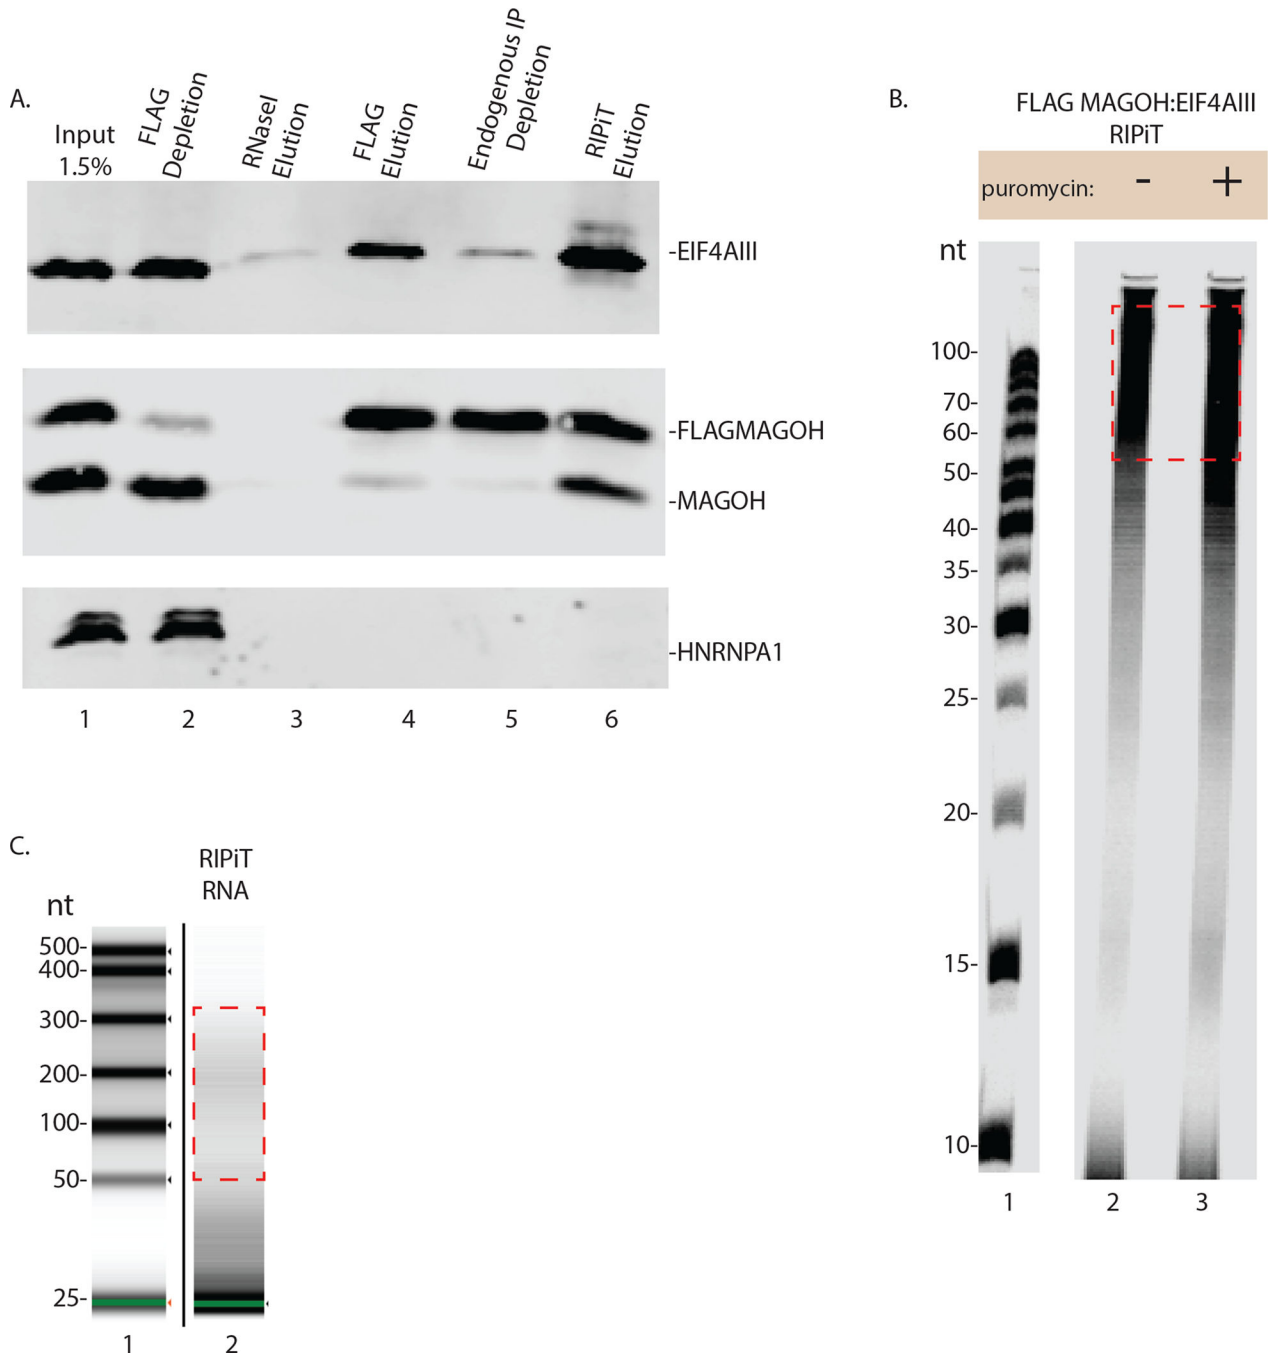 A.
Input
1.5%
FLAG
Depletion
RNaseI
Elution
FLAG
Elution
Endogenous IP
Depletion
RIPiT
Elution
-EIF4AIII
-FLAGMAGOH
-MAGOH
-HNRNPA1
1 2 3 4 5 6
B.
FLAG MAGOH:EIF4AIII
RIPiT
puromycin: - +
nt
100-
70-
60-
50-
40-
35-
30-
25-
20-
15-
10-
1 2 3
C.
RIPiT
RNA
nt
500-
400-
300-
200-
100-
50-
25-
1 2